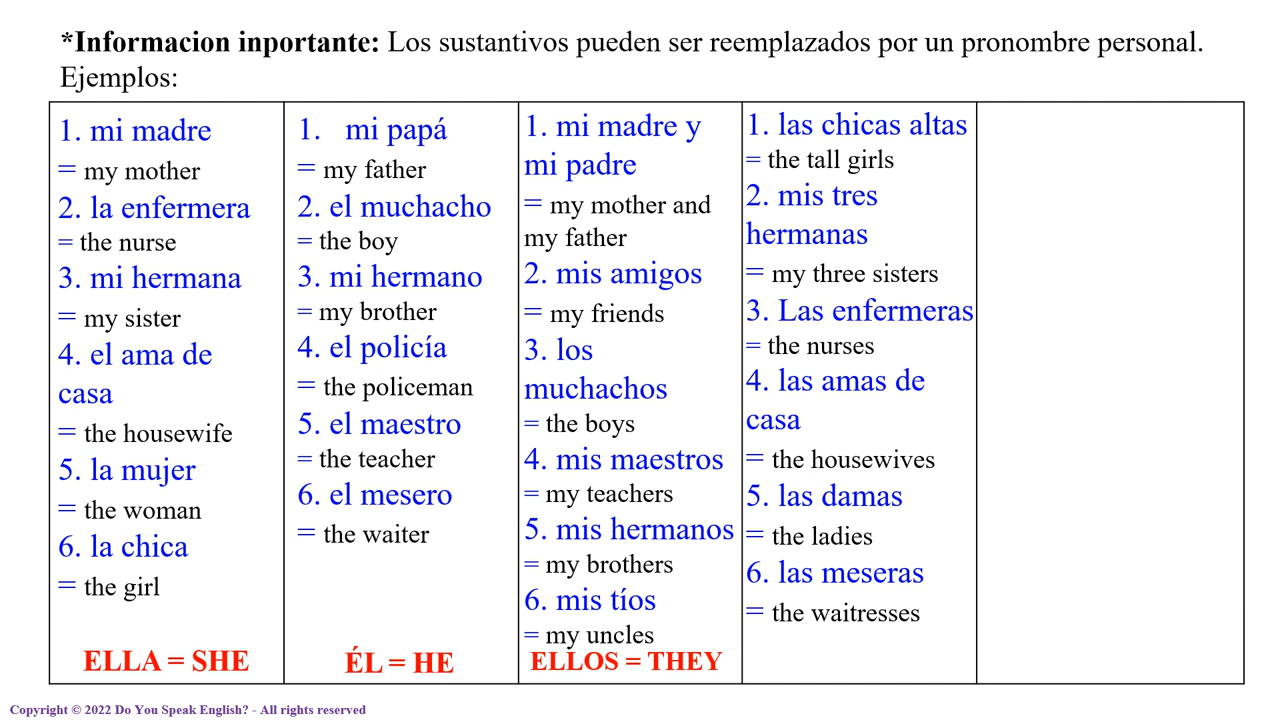 *Informacion inportante: Los sustantivos pueden ser reemplazados por un pronombre personal.
Ejemplos:
1. mi madre
= my mother
2. la enfermera
= the nurse
3. mi hermana
= my sister
4. el ama de
casa
= the housewife
5. la mujer
= the woman
6. la chica
= the girl
ELLA = SHE
1. mi papá
= my father
2. el muchacho
= the boy
3. mi hermano
= my brother
4. el policía
= the policeman
5. el maestro
= the teacher
6. el mesero
= the waiter
ÉL = HE
1. mi madre y
mi padre
= my mother and
my father
2. mis amigos
= my friends
3. los
muchachos
= the boys
4. mis maestros
= my teachers
5. mis hermanos
= my brothers
6. mis tíos
= my uncles
ELLOS = THEY
1. las chicas altas
= the tall girls
2. mis tres
hermanas
= my three sisters
3. Las enfermeras
= the nurses
4. las amas de
casa
= the housewives
5. las damas
= the ladies
6. las meseras
= the waitresses
Copyright © 2022 Do You Speak English? - All rights reserved